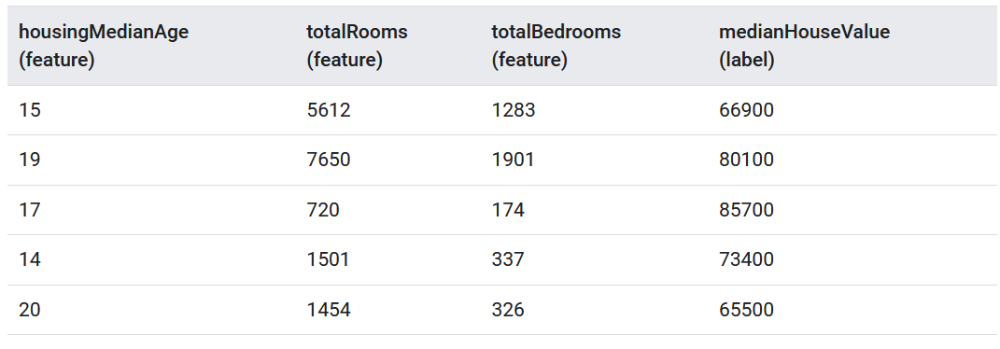 housingMedianAge totalRooms totalBedrooms medianHouseValue
(feature) (feature) (feature) (label)
15 5612 1283 66900
19 7650 1901 80100
17 720 174 85700
14 1501 337 73400
20 1454 326 65500